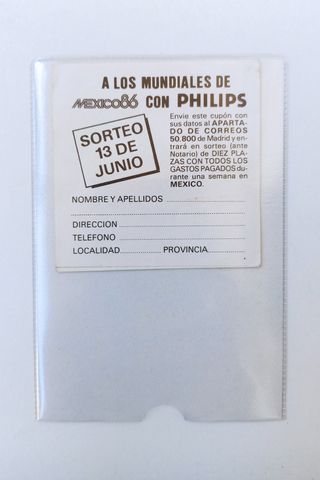 A LOS MUNDIALES DE
MEXICO86 CON PHILIPS
SORTEO
13 DE
JUNIO
Envie este cupón con
sus datos al APARTA-
DO DE CORREOS
50.800 de Madrid y en-
trará en sorteo (ante
Notario) de DIEZ PLA-
ZAS CON TODOS LOS
GASTOS PAGADOS du-
rante una semana en
MEXICO.
NOMBRE Y APELLIDOS
DIRECCION
TELEFONO
LOCALIDAD PROVINCIA